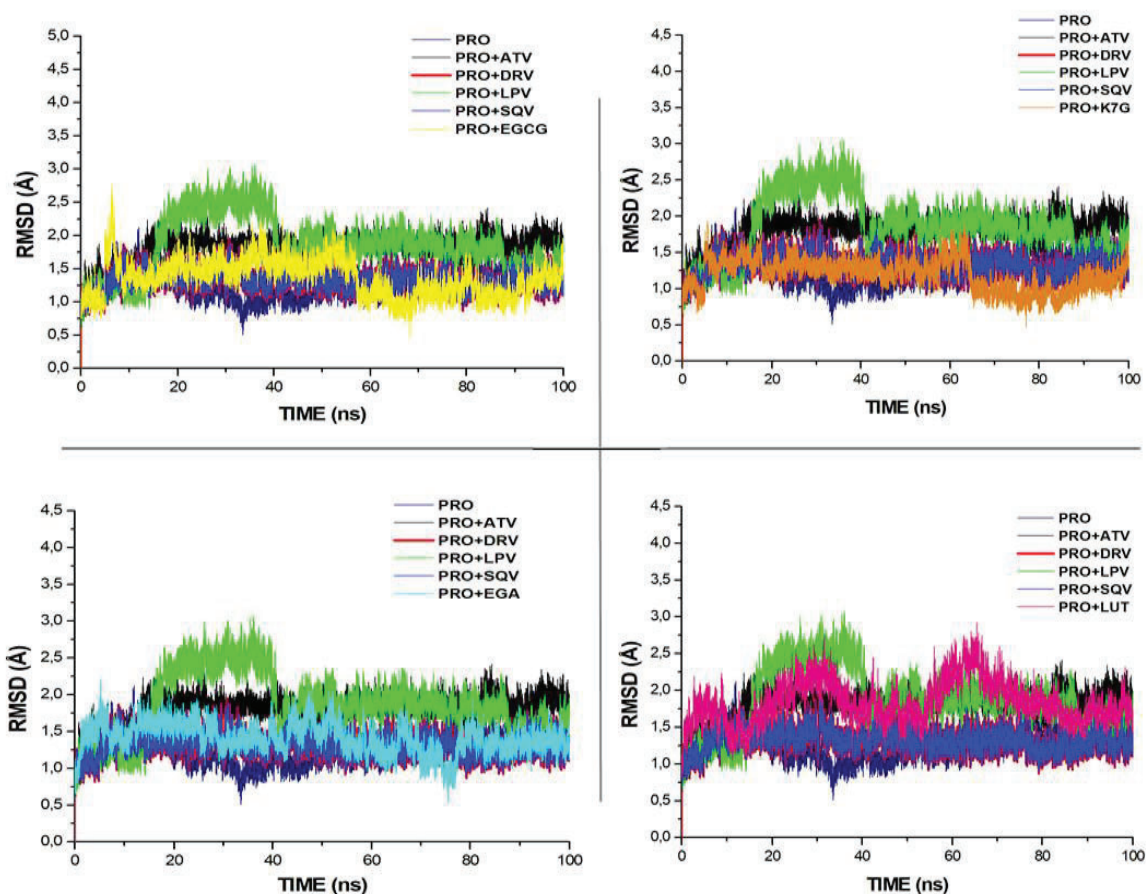 5,0
4,5
4,0
3,5
3,0
2,5
2,0
1,5
1,0
0,5
0,0
RMSD (Å)
0 20 40 60 80 100
TIME (ns)
PRO
PRO+ATV
PRO+DRV
PRO+LPV
PRO+SQV
PRO+EGCG
4,5
4,0
3,5
3,0
2,5
2,0
1,5
1,0
0,5
0,0
RMSD (Å)
0 20 40 60 80 100
TIME (ns)
PRO
PRO+ATV
PRO+DRV
PRO+LPV
PRO+SQV
PRO+K7G
4,5
4,0
3,5
3,0
2,5
2,0
1,5
1,0
0,5
0,0
RMSD (Å)
0 20 40 60 80 100
TIME (ns)
PRO
PRO+ATV
PRO+DRV
PRO+LPV
PRO+SQV
PRO+EGA
4,5
4,0
3,5
3,0
2,5
2,0
1,5
1,0
0,5
0,0
RMSD (Å)
0 20 40 60 80 100
TIME (ns)
PRO
PRO+ATV
PRO+DRV
PRO+LPV
PRO+SQV
PRO+LUT